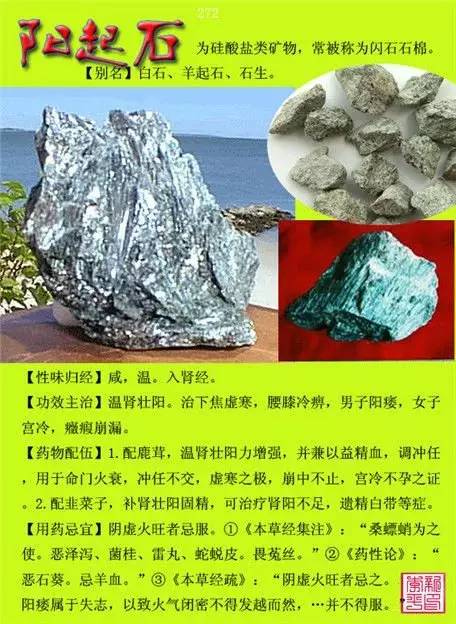 272
阳起石
为硅酸盐类矿物，常被称为闪石石棉。
【别名】白石、羊起石、石生。
【性味归经】咸，温。入肾经。
【功效主治】温肾壮阳。治下焦虚寒，腰膝冷痹，男子阳痿，女子
宫冷，癥瘕崩漏。
【药物配伍】1.配鹿茸，温肾壮阳力增强，并兼以益精血，调冲任
，用于命门火衰，冲任不交，虚寒之极，崩中不止，宫冷不孕之证
。2.配韭菜子，补肾壮阳固精，可治疗肾阳不足，遗精白带等症。
【用药忌宜】阴虚火旺者忌服。①《本草经集注》：“桑螵蛸为之
使。恶泽泻、菌桂、雷丸、蛇蜕皮。畏菟丝。”②《药性论》：“
恶石葵。忌羊血。”③《本草经疏》：“阴虚火旺者忌之。
阳痿属于失志，以致火气闭密不得发越而然，…并不得服。